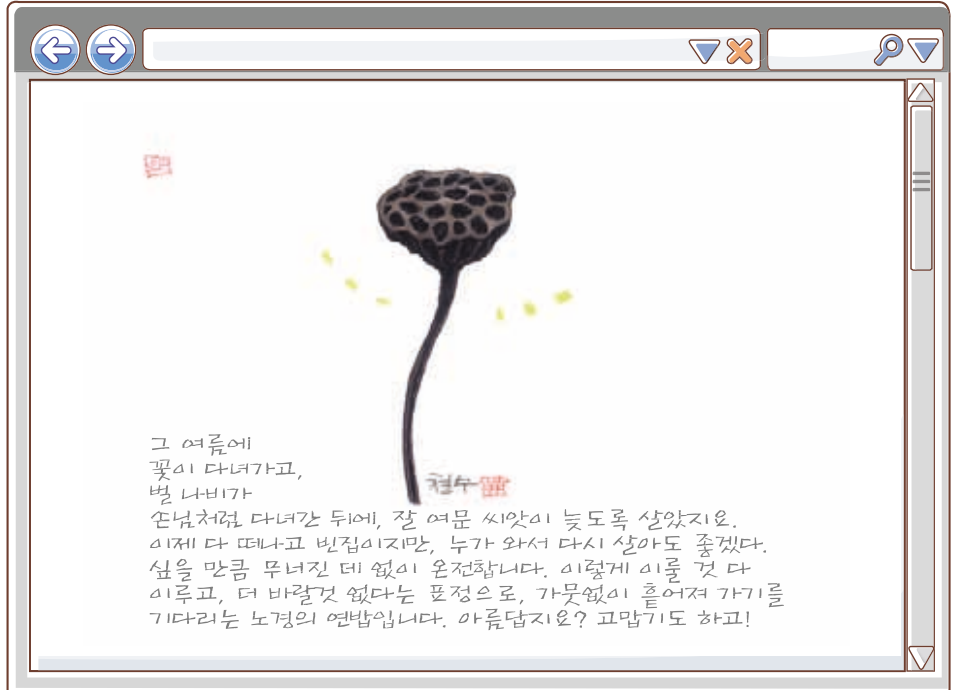 철수
그 여름에
꽃이 다녀가고,
벌 나비가
손님처럼 다녀간 뒤에, 잘 여문 씨앗이 늦도록 살았지요.
이제 다 떠나고 빈집이지만, 누가 와서 다시 살아도 좋겠다.
싶을 만큼 무너진 데 없이 온전합니다. 이렇게 이룰 것 다
이루고, 더 바랄것 없다는 표정으로, 가뭇없이 흩어져 가기를
기다리는 노경의 연밥입니다. 아름답지요? 고맙기도 하고!